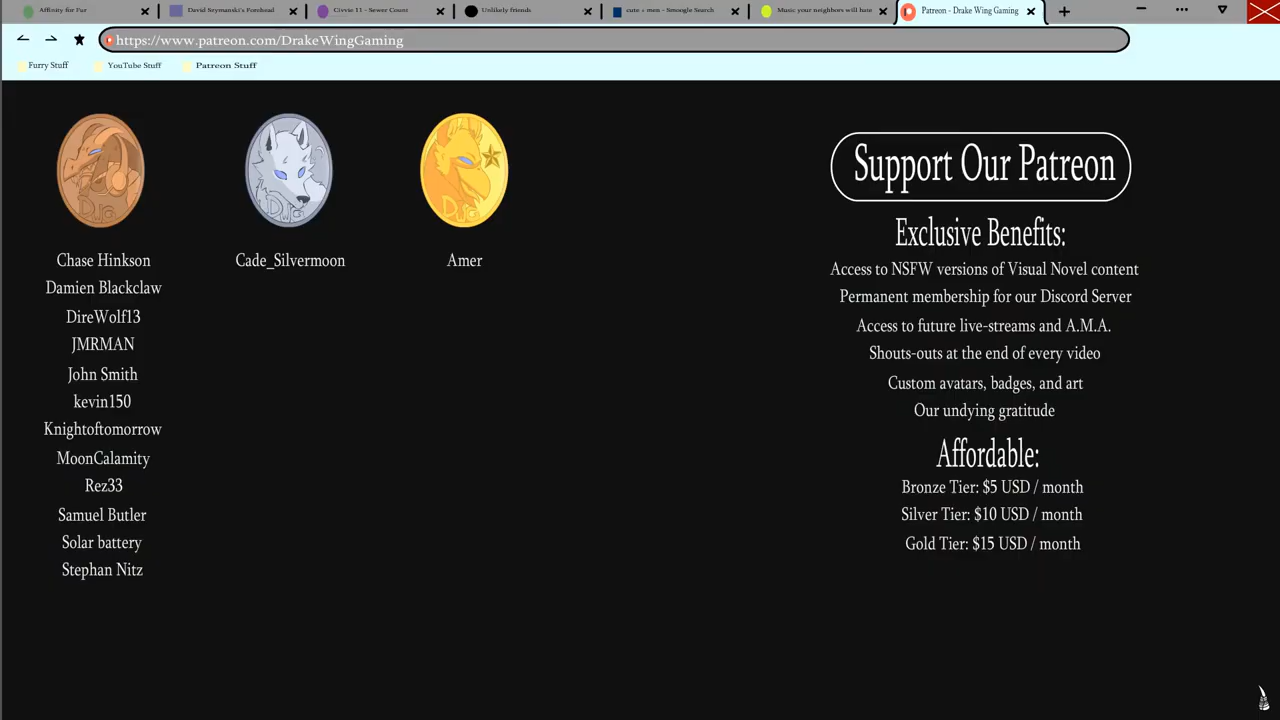 Affinity for Fur
David Szymanski's Forehead
Civvie 11 - Sewer Count
Unlikely friends
cute + men - Smoogle Search
Music your neighbors will hate
Patreon - Drake Wing Gaming
https://www.patreon.com/DrakeWingGaming
Furry Stuff
YouTube Stuff
Patreon Stuff
Chase Hinkson
Damien Blackclaw
DireWolf13
JMRMAN
John Smith
kevin150
Knightoftomorrow
MoonCalamity
Rez33
Samuel Butler
Solar battery
Stephan Nitz
Cade_Silvermoon
Amer
Support Our Patreon
Exclusive Benefits:
Access to NSFW versions of Visual Novel content
Permanent membership for our Discord Server
Access to future live-streams and A.M.A.
Shouts-outs at the end of every video
Custom avatars, badges, and art
Our undying gratitude
Affordable:
Bronze Tier: $5 USD / month
Silver Tier: $10 USD / month
Gold Tier: $15 USD / month